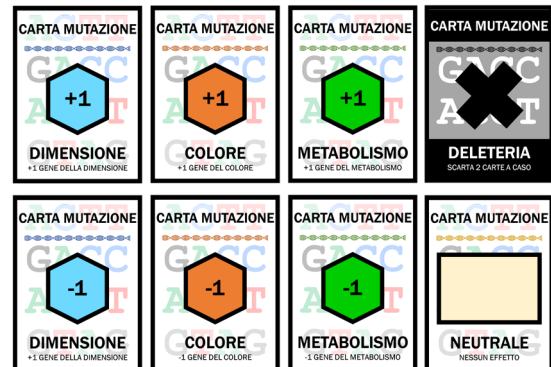 CARTA MUTAZIONE
GACC
+1
ACTT
DIMENSIONE
+1 GENE DELLA DIMENSIONE
CARTA MUTAZIONE
+1
COLORE
+1 GENE DEL COLORE
CARTA MUTAZIONE
+1
METABOLISMO
+1 GENE DEL METABOLISMO
CARTA MUTAZIONE
DELETERIA
SCARTA 2 CARTE A CASO
CARTA MUTAZIONE
-1
DIMENSIONE
+1 GENE DELLA DIMENSIONE
CARTA MUTAZIONE
-1
COLORE
-1 GENE DEL COLORE
CARTA MUTAZIONE
-1
METABOLISMO
-1 GENE DEL METABOLISMO
CARTA MUTAZIONE
NEUTRALE
NESSUN EFFETTO